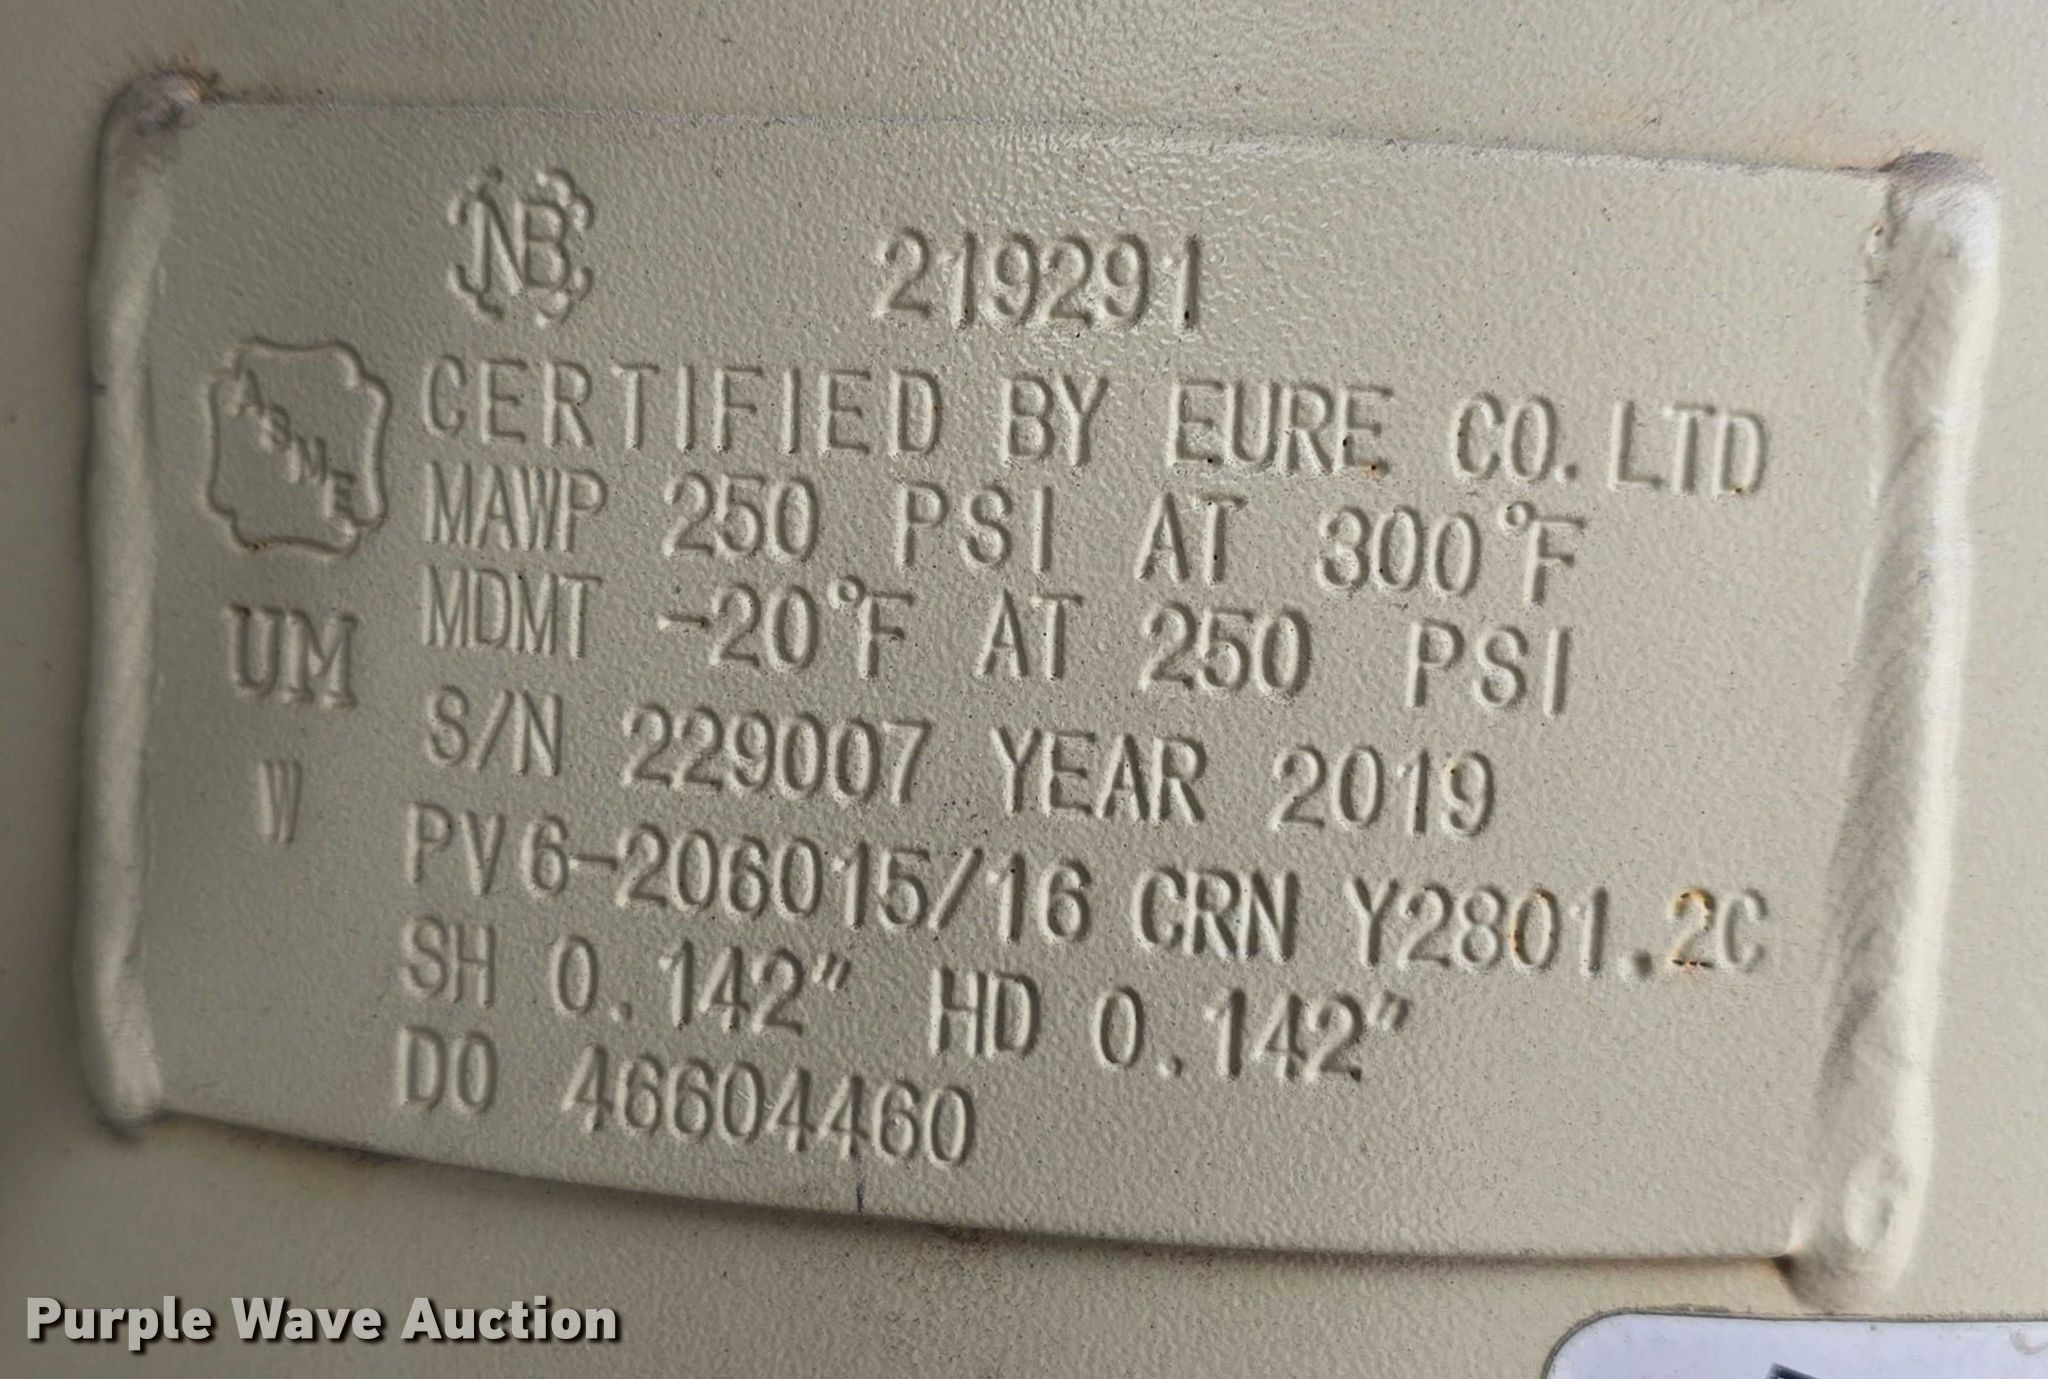 NB 219291
ASME
CERTIFIED BY EURE CO.LTD
MAWP 250 PSI AT 300°F
UM
MDMT -20°F AT 250 PSI
S/N 229007 YEAR 2019
W
PV6-206015/16 CRN Y2801.2C
SH 0.142" HD 0.142"
DO 46604460
Purple Wave Auction